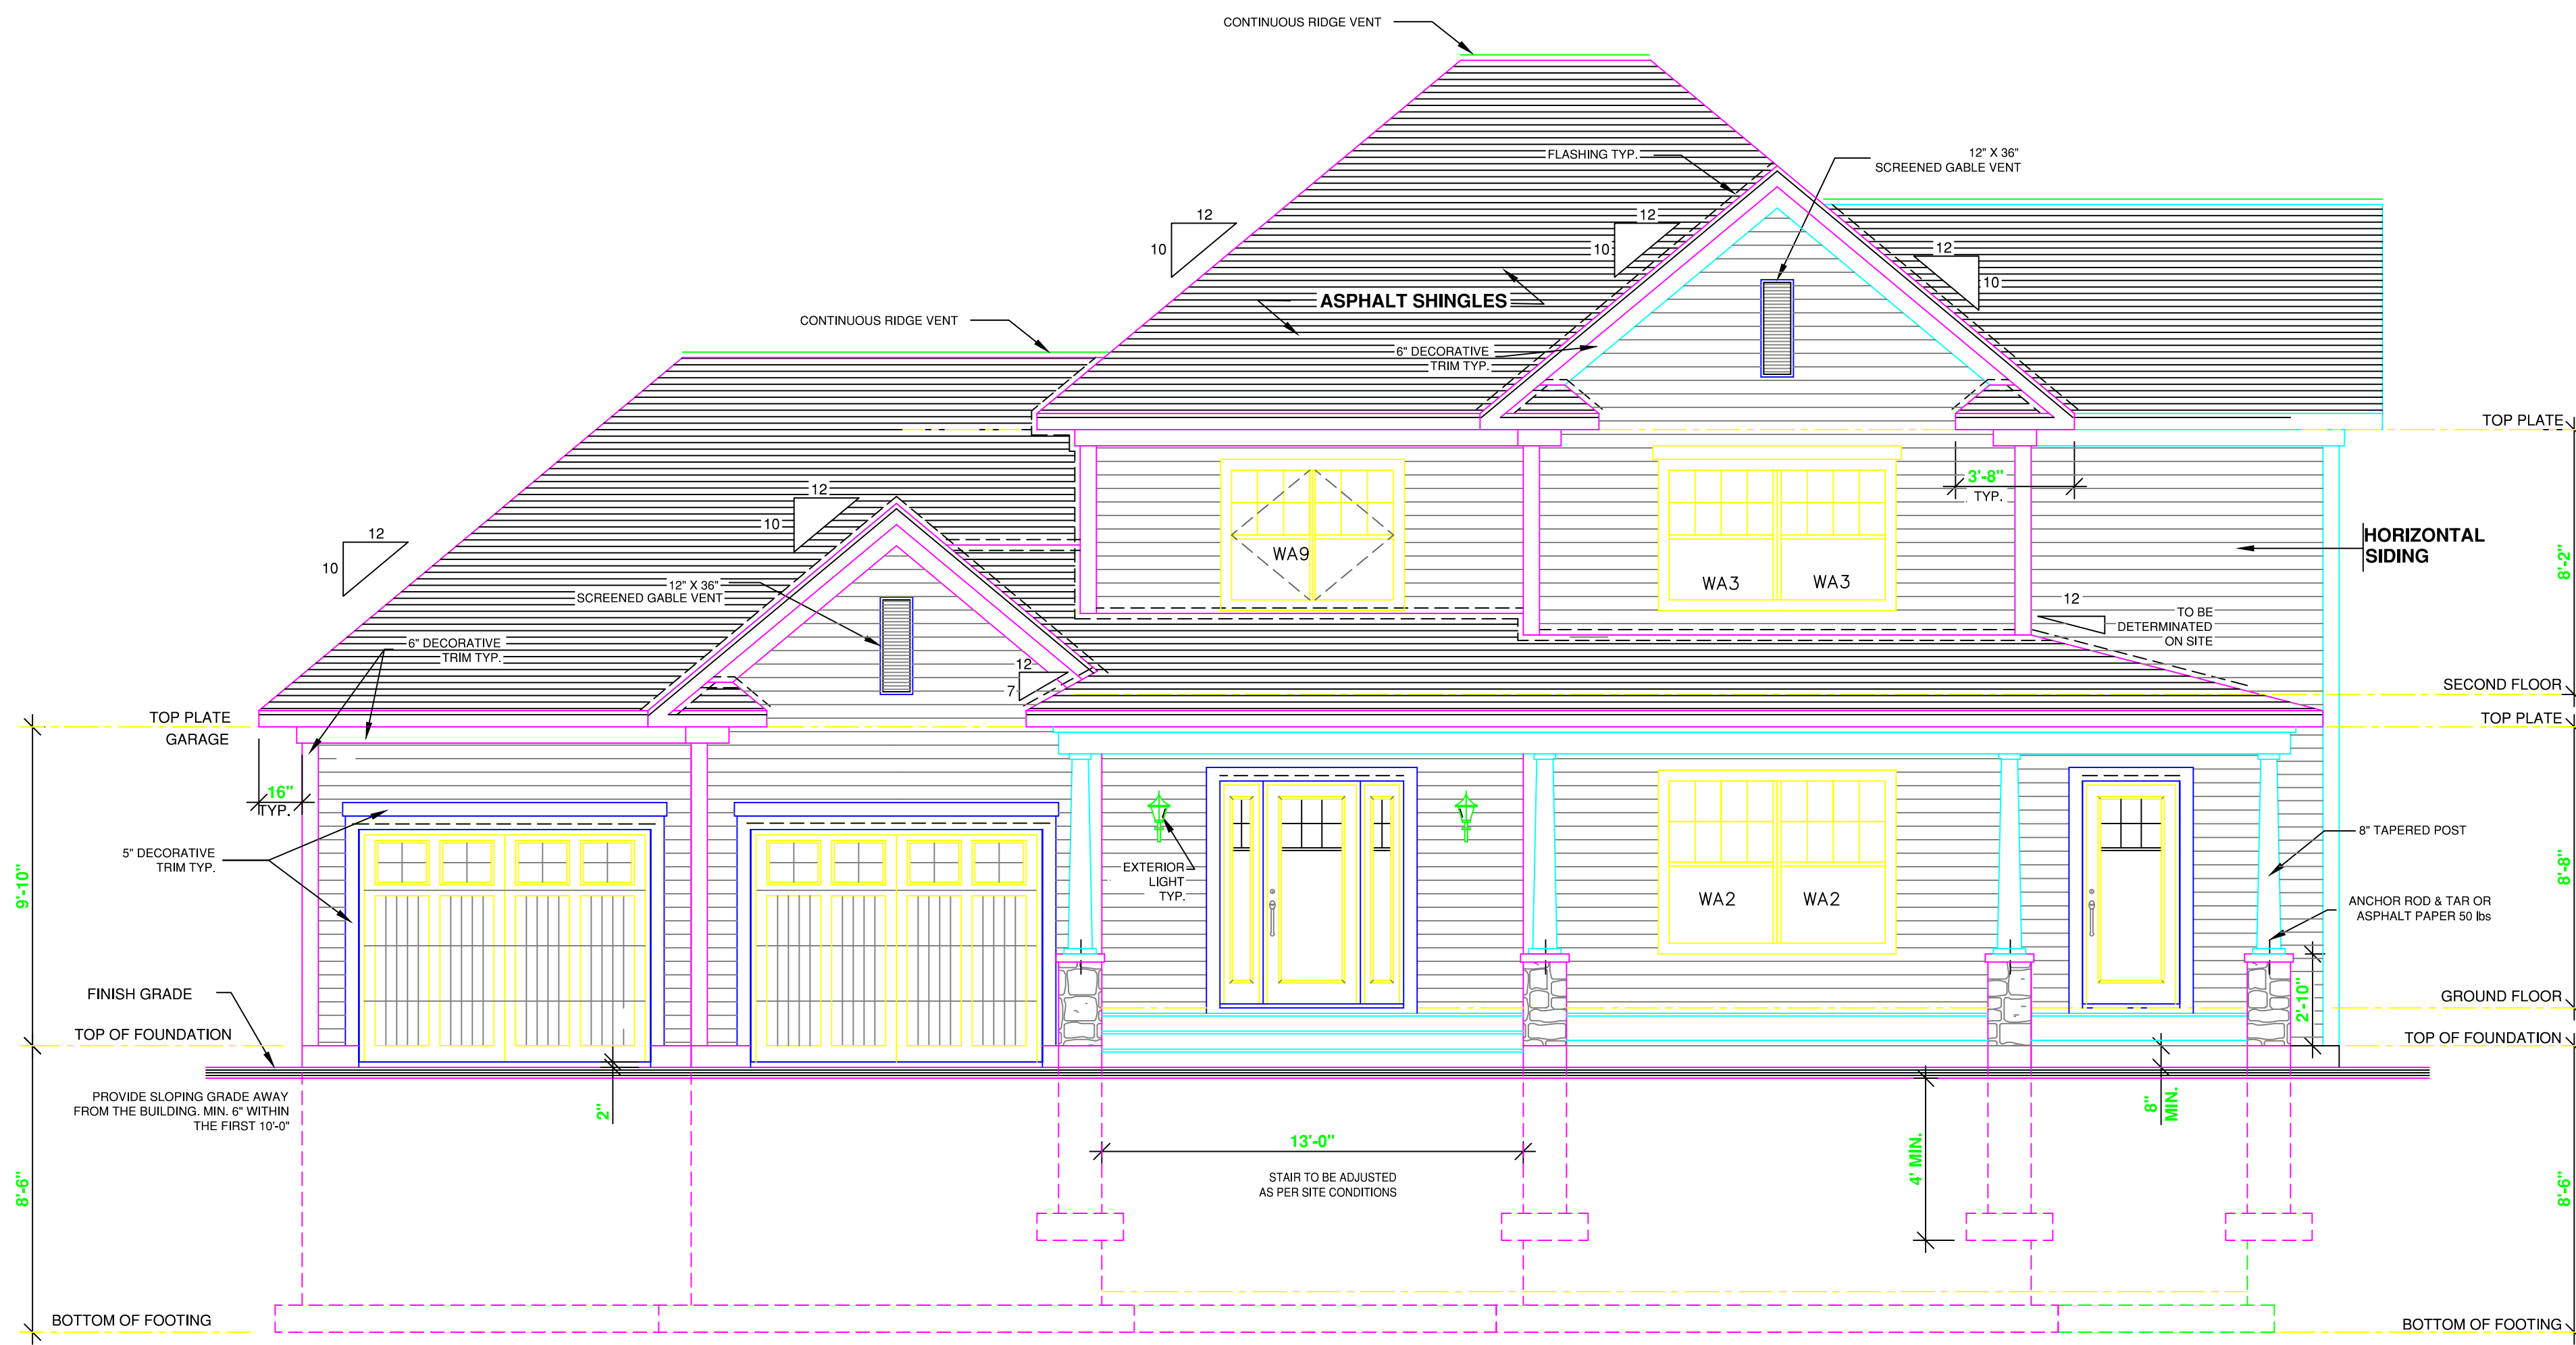 CONTINUOUS RIDGE VENT
FLASHING TYP.
12" X 36"
SCREENED GABLE VENT
12
10
12
10
12
10
ASPHALT SHINGLES
CONTINUOUS RIDGE VENT
6" DECORATIVE
TRIM TYP.
TOP PLATE
3'-8"
TYP.
12
10
12
10
WA9
WA3
WA3
HORIZONTAL
SIDING
8'-2"
12" X 36"
SCREENED GABLE VENT
12
TO BE
DETERMINATED
ON SITE
6" DECORATIVE
TRIM TYP.
12
7
SECOND FLOOR
TOP PLATE
GARAGE
TOP PLATE
16"
TYP.
5" DECORATIVE
TRIM TYP.
EXTERIOR
LIGHT
TYP.
WA2
WA2
8" TAPERED POST
9'-10"
8'-8"
ANCHOR ROD & TAR OR
ASPHALT PAPER 50 lbs
FINISH GRADE
2'-10"
GROUND FLOOR
TOP OF FOUNDATION
TOP OF FOUNDATION
PROVIDE SLOPING GRADE AWAY
FROM THE BUILDING. MIN. 6" WITHIN
THE FIRST 10'-0"
2"
8"
MIN.
13'-0"
4' MIN.
STAIR TO BE ADJUSTED
AS PER SITE CONDITIONS
8'-6"
8'-6"
BOTTOM OF FOOTING
BOTTOM OF FOOTING